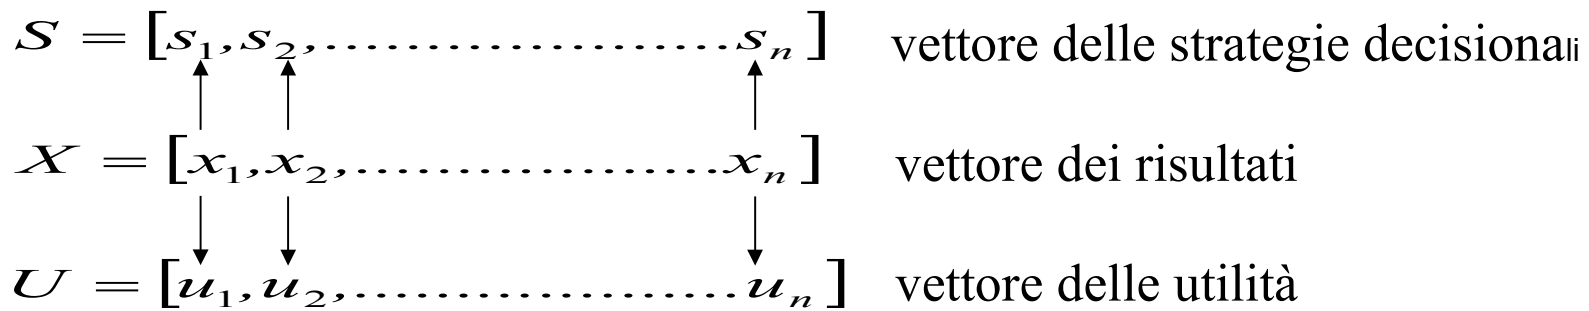 S = [s₁,s₂,....................sₙ] vettore delle strategie decisionali
X = [x₁,x₂,..................xₙ] vettore dei risultati
U = [u₁,u₂,...................uₙ] vettore delle utilità